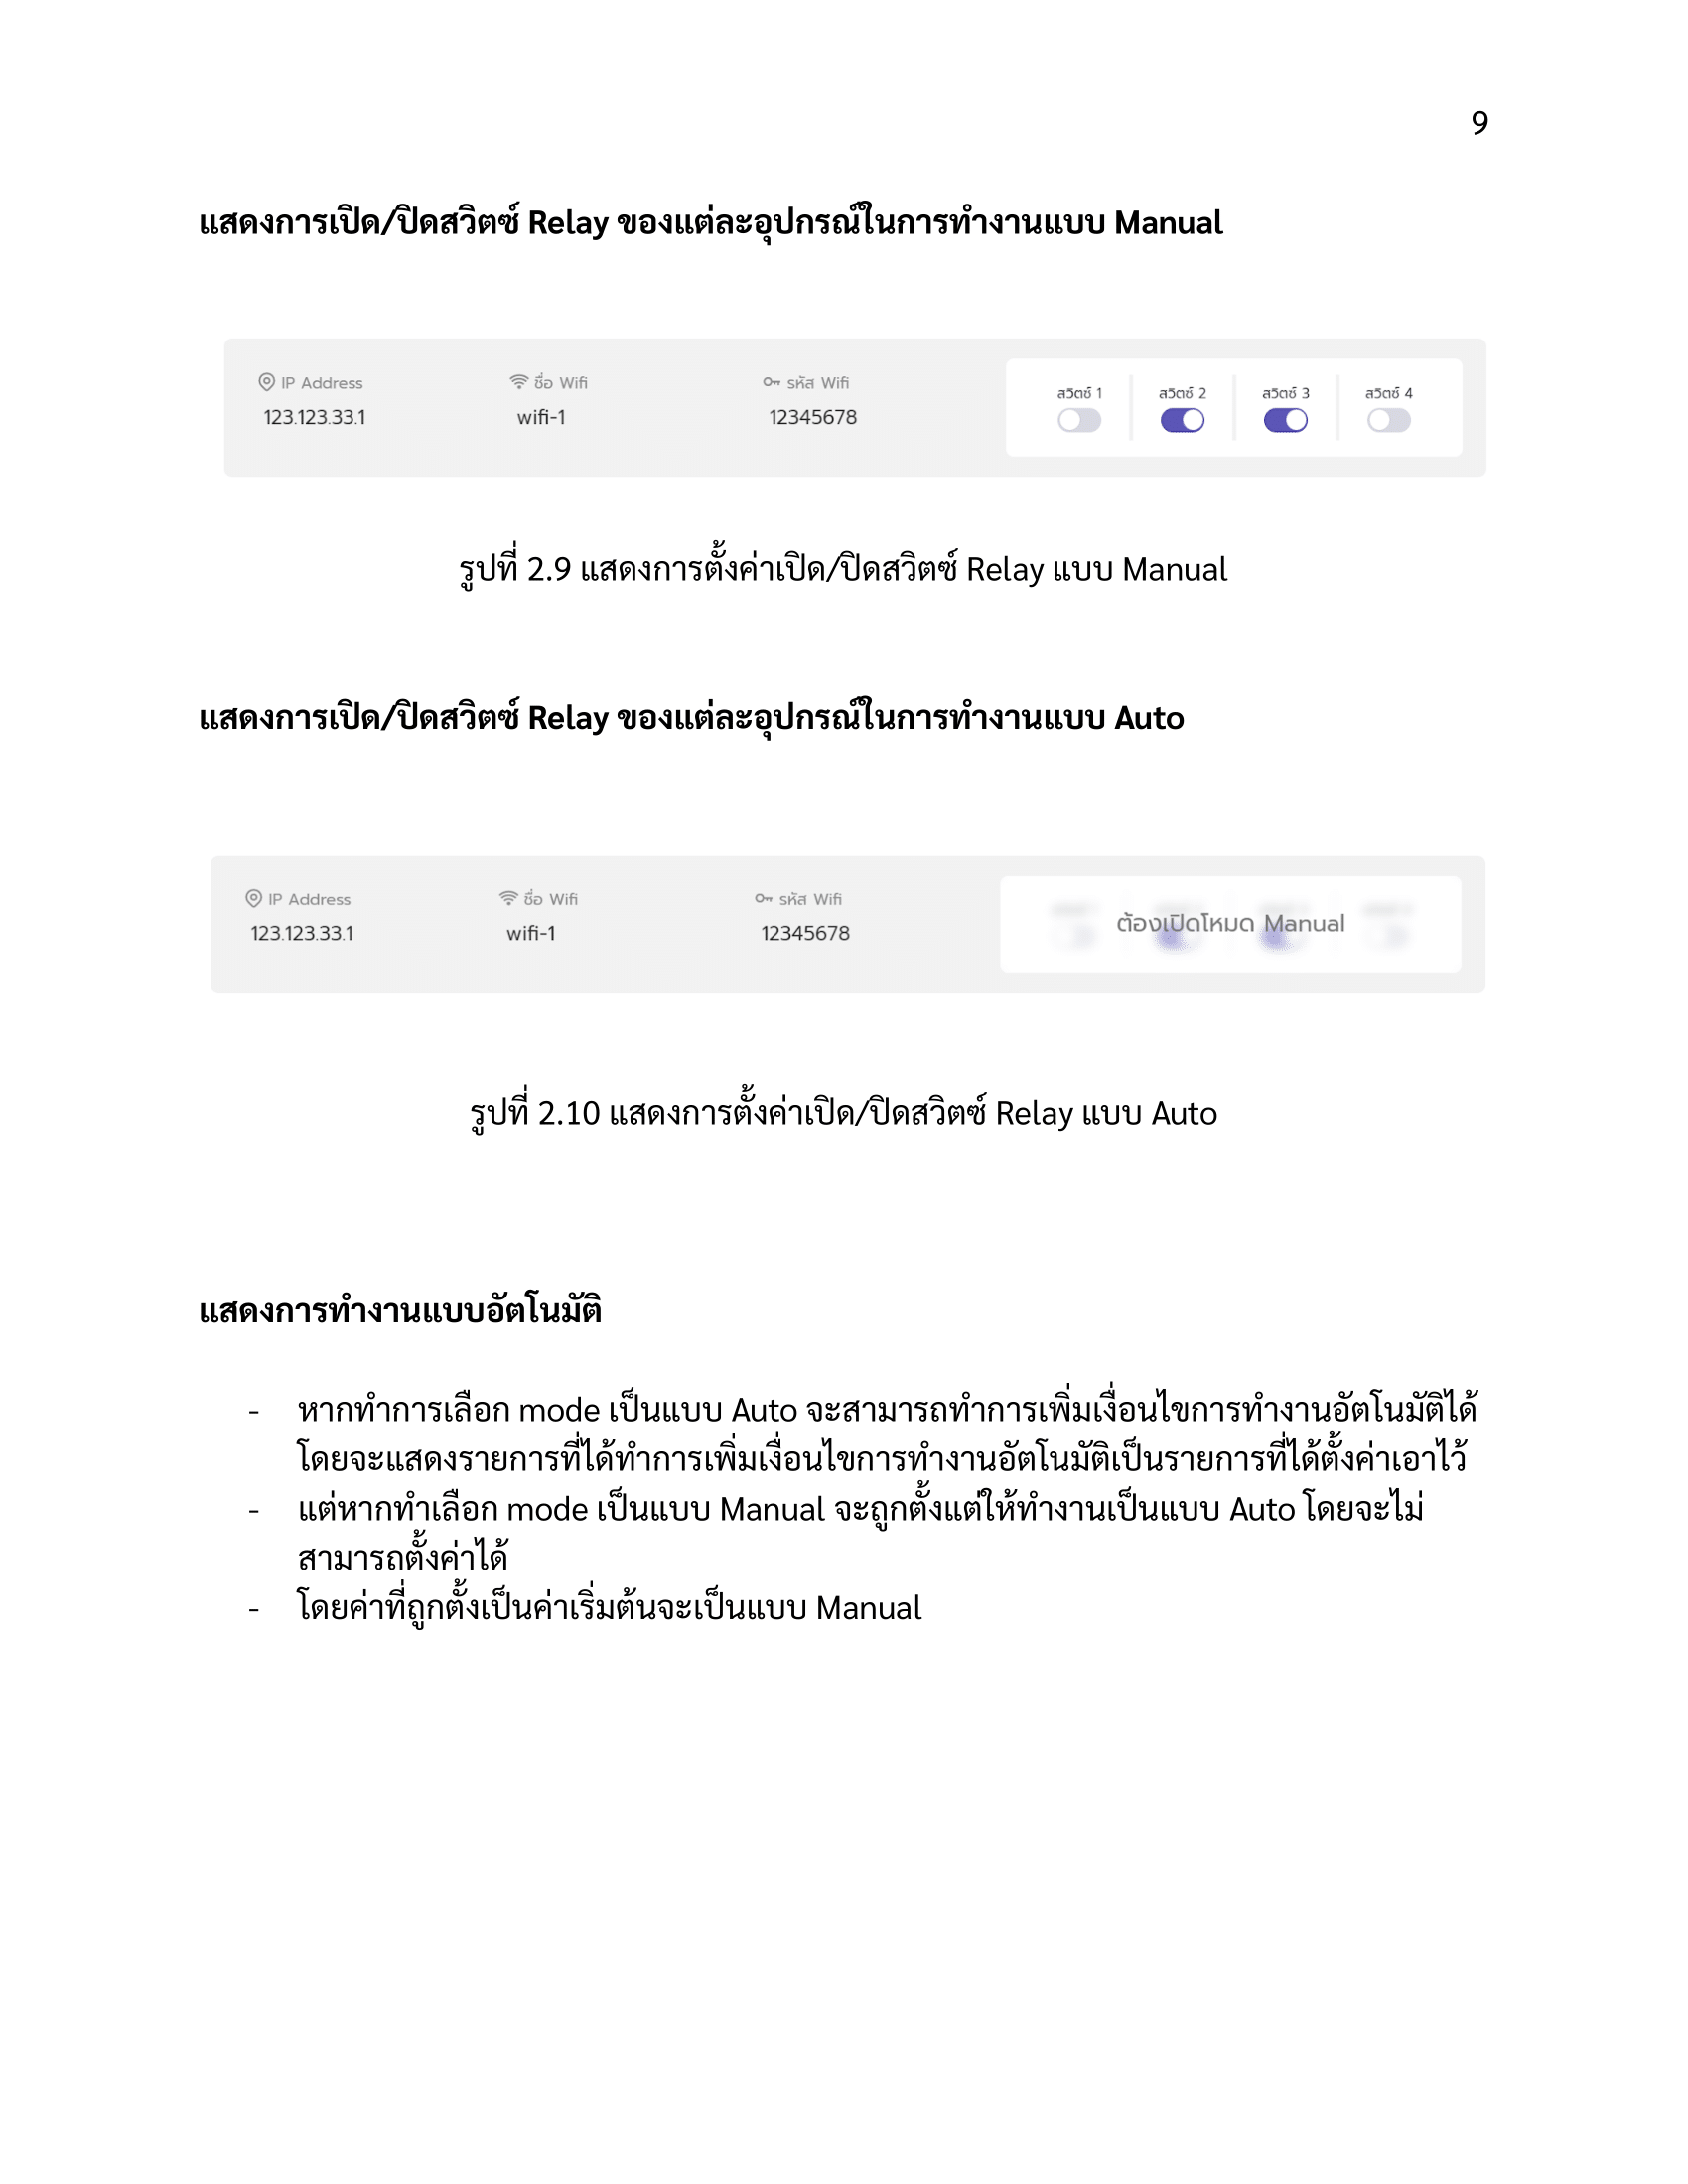 9
แสดงการเปิด/ปิดสวิตซ์ Relay ของแต่ละอุปกรณ์ในการทำงานแบบ Manual
IP Address ชื่อ Wifi รหัส Wifi สวิตช์ 1 สวิตช์ 2 สวิตช์ 3 สวิตช์ 4
123.123.33.1 wifi-1 12345678
รูปที่ 2.9 แสดงการตั้งค่าเปิด/ปิดสวิตซ์ Relay แบบ Manual
แสดงการเปิด/ปิดสวิตซ์ Relay ของแต่ละอุปกรณ์ในการทำงานแบบ Auto
IP Address ชื่อ Wifi รหัส Wifi
123.123.33.1 wifi-1 12345678 ต้องเปิดโหมด Manual
รูปที่ 2.10 แสดงการตั้งค่าเปิด/ปิดสวิตซ์ Relay แบบ Auto
แสดงการทำงานแบบอัตโนมัติ
- หากทำการเลือก mode เป็นแบบ Auto จะสามารถทำการเพิ่มเงื่อนไขการทำงานอัตโนมัติได้
โดยจะแสดงรายการที่ได้ทำการเพิ่มเงื่อนไขการทำงานอัตโนมัติเป็นรายการที่ได้ตั้งค่าเอาไว้
- แต่หากทำเลือก mode เป็นแบบ Manual จะถูกตั้งแต่ให้ทำงานเป็นแบบ Auto โดยจะไม่
สามารถตั้งค่าได้
- โดยค่าที่ถูกตั้งเป็นค่าเริ่มต้นจะเป็นแบบ Manual